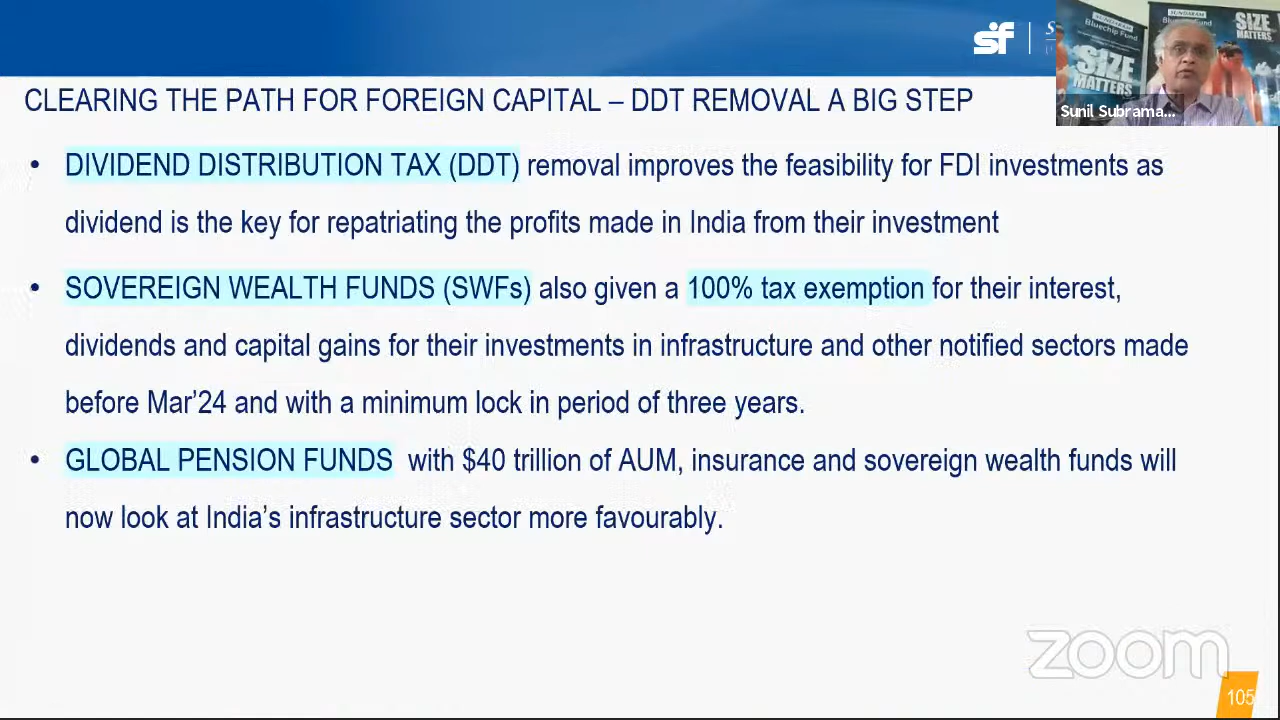 sf
SUNDARAM
Bluechip Fund
SIZE
MATTERS
SIZE
MATTERS
Sunil Subrama...
CLEARING THE PATH FOR FOREIGN CAPITAL – DDT REMOVAL A BIG STEP
• DIVIDEND DISTRIBUTION TAX (DDT) removal improves the feasibility for FDI investments as
dividend is the key for repatriating the profits made in India from their investment
• SOVEREIGN WEALTH FUNDS (SWFs) also given a 100% tax exemption for their interest,
dividends and capital gains for their investments in infrastructure and other notified sectors made
before Mar’24 and with a minimum lock in period of three years.
• GLOBAL PENSION FUNDS with $40 trillion of AUM, insurance and sovereign wealth funds will
now look at India’s infrastructure sector more favourably.
zoom
105